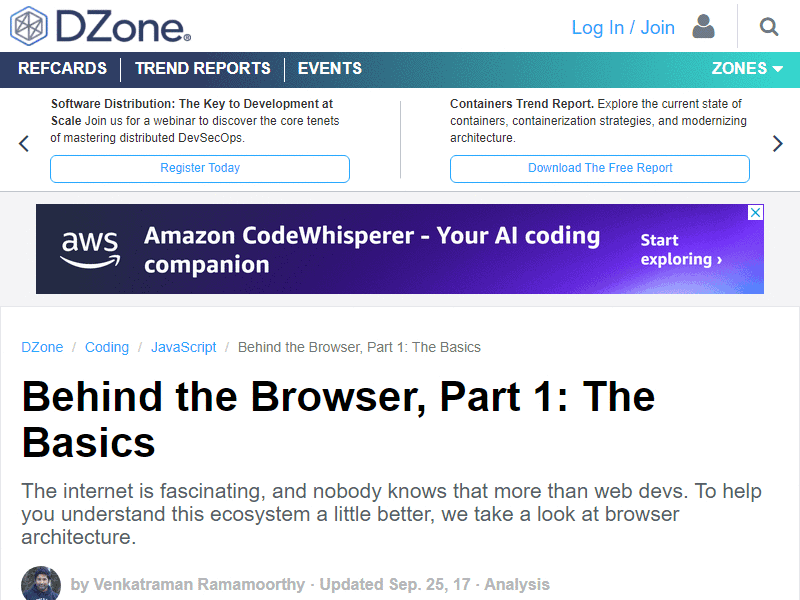 DZone.
Log In / Join
REFCARDS
TREND REPORTS
EVENTS
ZONES
Software Distribution: The Key to Development at
Scale Join us for a webinar to discover the core tenets
of mastering distributed DevSecOps.
Register Today
Containers Trend Report. Explore the current state of
containers, containerization strategies, and modernizing
architecture.
Download The Free Report
aws
Amazon CodeWhisperer - Your AI coding
companion
Start
exploring ›
DZone / Coding / JavaScript / Behind the Browser, Part 1: The Basics
Behind the Browser, Part 1: The
Basics
The internet is fascinating, and nobody knows that more than web devs. To help
you understand this ecosystem a little better, we take a look at browser
architecture.
by Venkatraman Ramamoorthy · Updated Sep. 25, 17 · Analysis